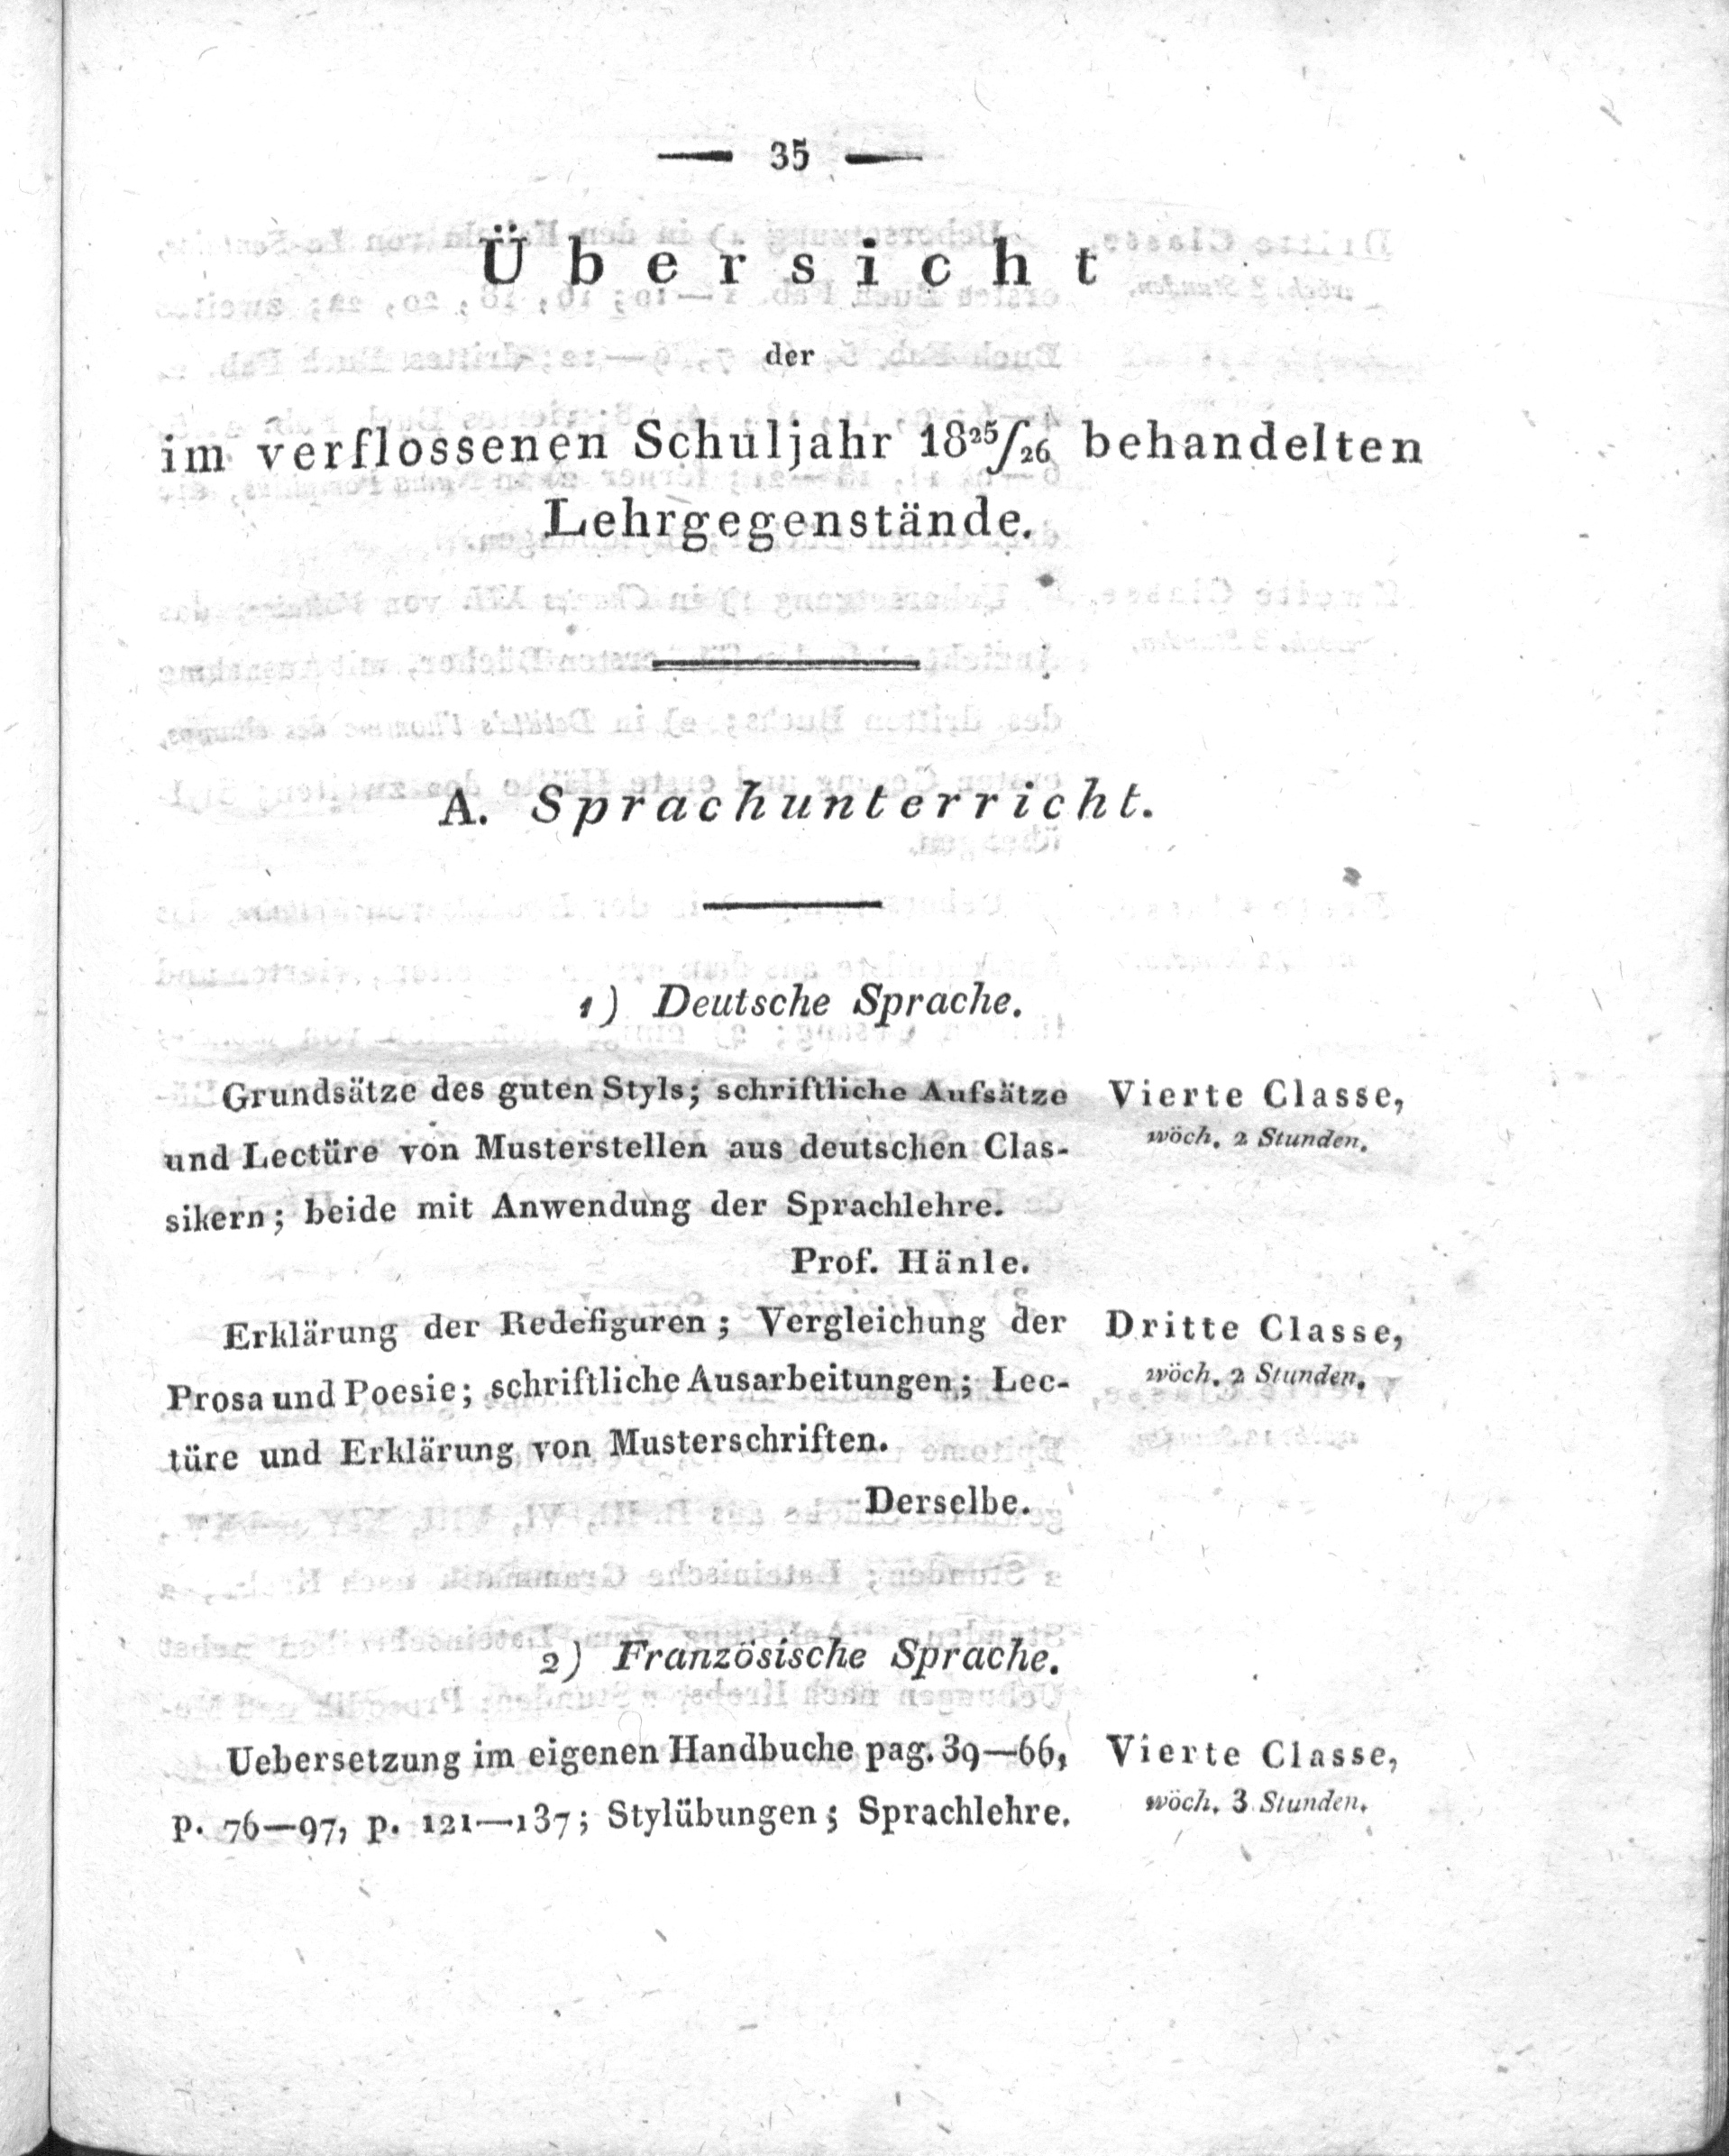 — 35 —
Übersicht
der
im verflossenen Schuljahr 18²⁵/₂₆ behandelten
Lehrgegenstände.
A. Sprachunterricht.
1) Deutsche Sprache.
Grundsätze des guten Styls; schriftliche Aufsätze
und Lectüre von Musterstellen aus deutschen Clas-
sikern; beide mit Anwendung der Sprachlehre.
Prof. Hänle.
Vierte Classe,
wöch. 2 Stunden.
Erklärung der Redefiguren; Vergleichung der
Prosa und Poesie; schriftliche Ausarbeitungen; Lec-
türe und Erklärung von Musterschriften.
Derselbe.
Dritte Classe,
wöch. 2 Stunden.
2) Französische Sprache.
Uebersetzung im eigenen Handbuche pag. 39—66,
p. 76—97, p. 121—137; Stylübungen; Sprachlehre.
Vierte Classe,
wöch. 3 Stunden.